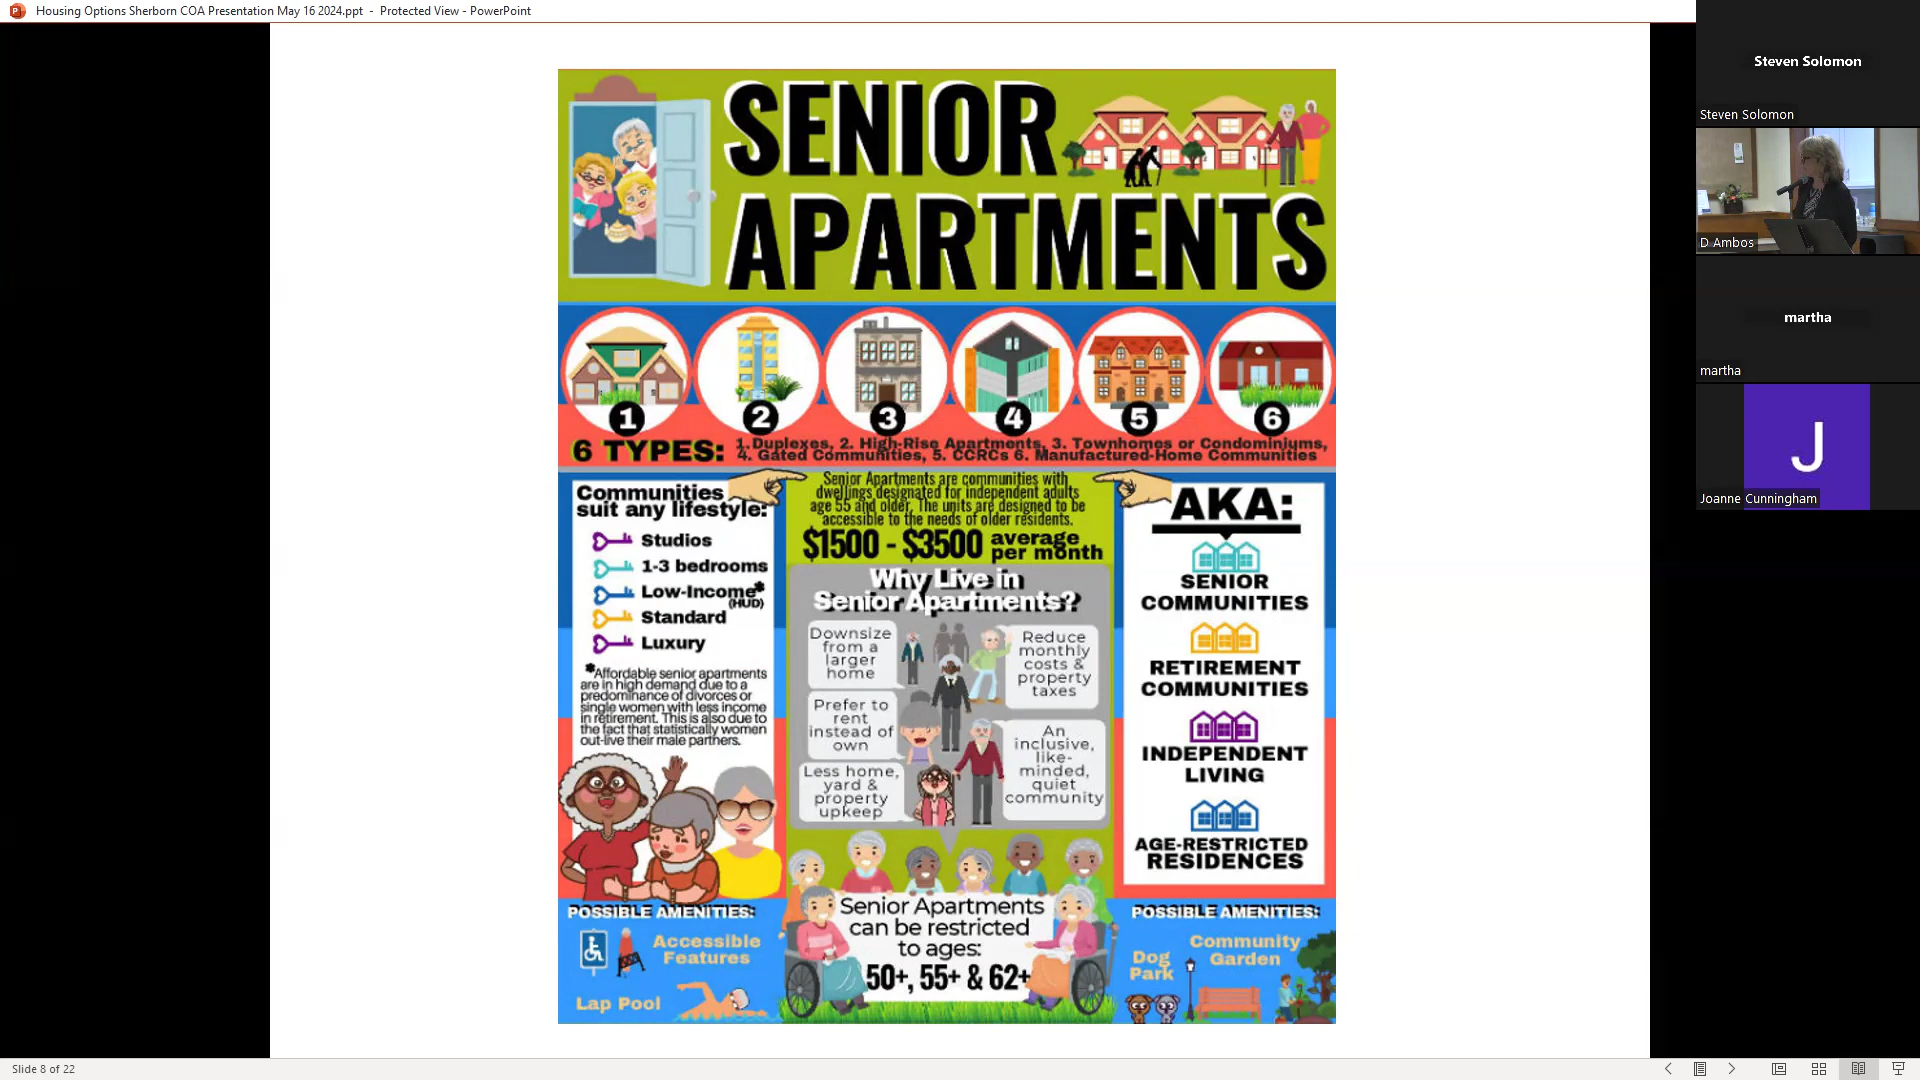 Housing Options Sherborn COA Presentation May 16 2024.ppt - Protected View - PowerPoint
SENIOR
APARTMENTS
1
2
3
4
5
6
6 TYPES:
1.Duplexes, 2. High-Rise Apartments, 3. Townhomes or Condominiums,
4. Gated Communities, 5. CCRCs 6. Manufactured-Home Communities
Communities
suit any lifestyle:
Studios
1-3 bedrooms
Low-Income*
(HUD)
Standard
Luxury
*Affordable senior apartments
are in high demand due to a
predominance of divorces or
single women with less income
in retirement. This is also due to
the fact that statistically women
out-live their male partners.
Senior Apartments are communities with
dwellings designated for independent adults
age 55 and older. The units are designed to be
accessible to the needs of older residents.
$1500 - $3500 average
per month
Why Live in
Senior Apartments?
Downsize
from a
larger
home
Reduce
monthly
costs &
property
taxes
Prefer to
rent
instead of
own
An
inclusive,
like-
minded,
quiet
community
Less home,
yard &
property
upkeep
AKA:
SENIOR
COMMUNITIES
RETIREMENT
COMMUNITIES
INDEPENDENT
LIVING
AGE-RESTRICTED
RESIDENCES
POSSIBLE AMENITIES:
Accessible
Features
Lap Pool
Senior Apartments
can be restricted
to ages:
50+, 55+ & 62+
POSSIBLE AMENITIES:
Community
Garden
Dog
Park
Steven Solomon
Steven Solomon
D Ambos
martha
martha
J
Joanne Cunningham
Slide 8 of 22